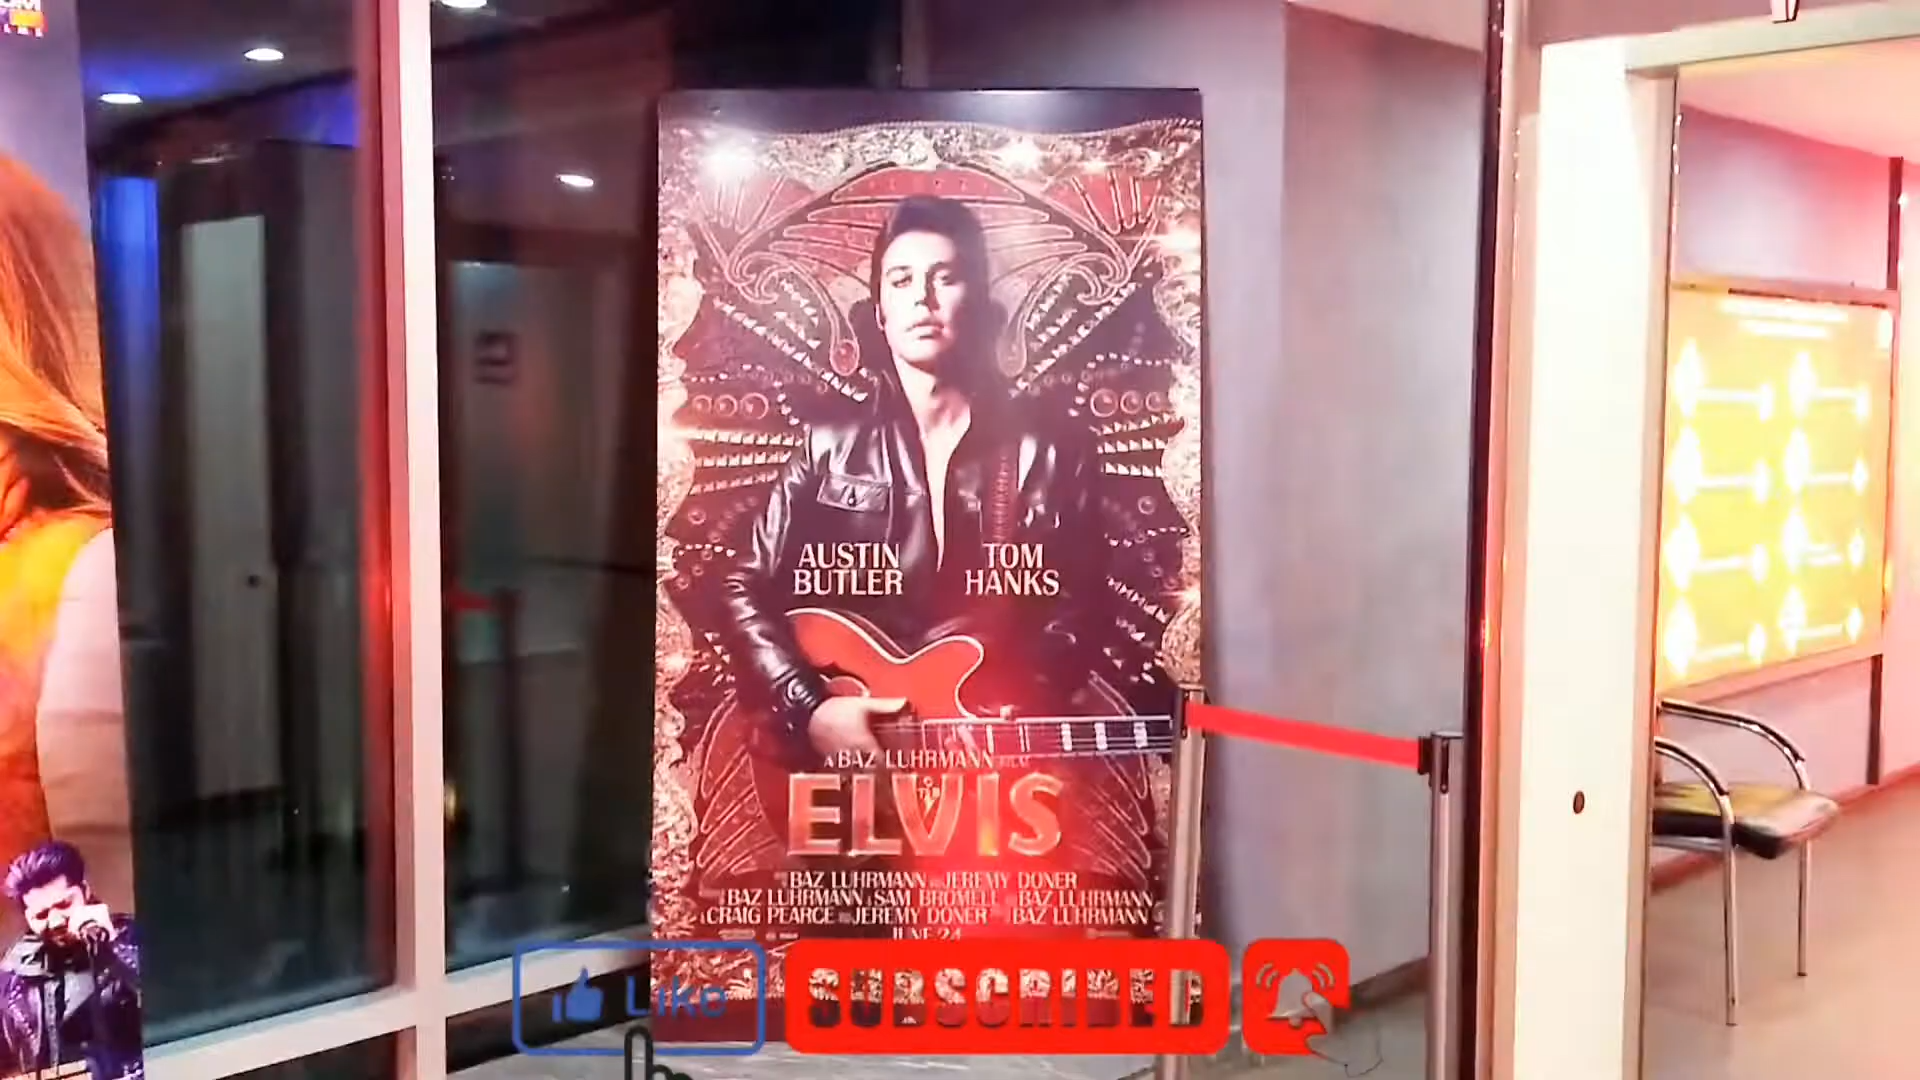 AUSTIN BUTLER
TOM HANKS
A BAZ LUHRMANN FILM
ELVIS
BAZ LUHRMANN JEREMY DONER
BAZ LUHRMANN SAM BROMELL BAZ LUHRMANN
CRAIG PEARCE JEREMY DONER BAZ LUHRMANN
JUNE 24
Like
SUBSCRIBED